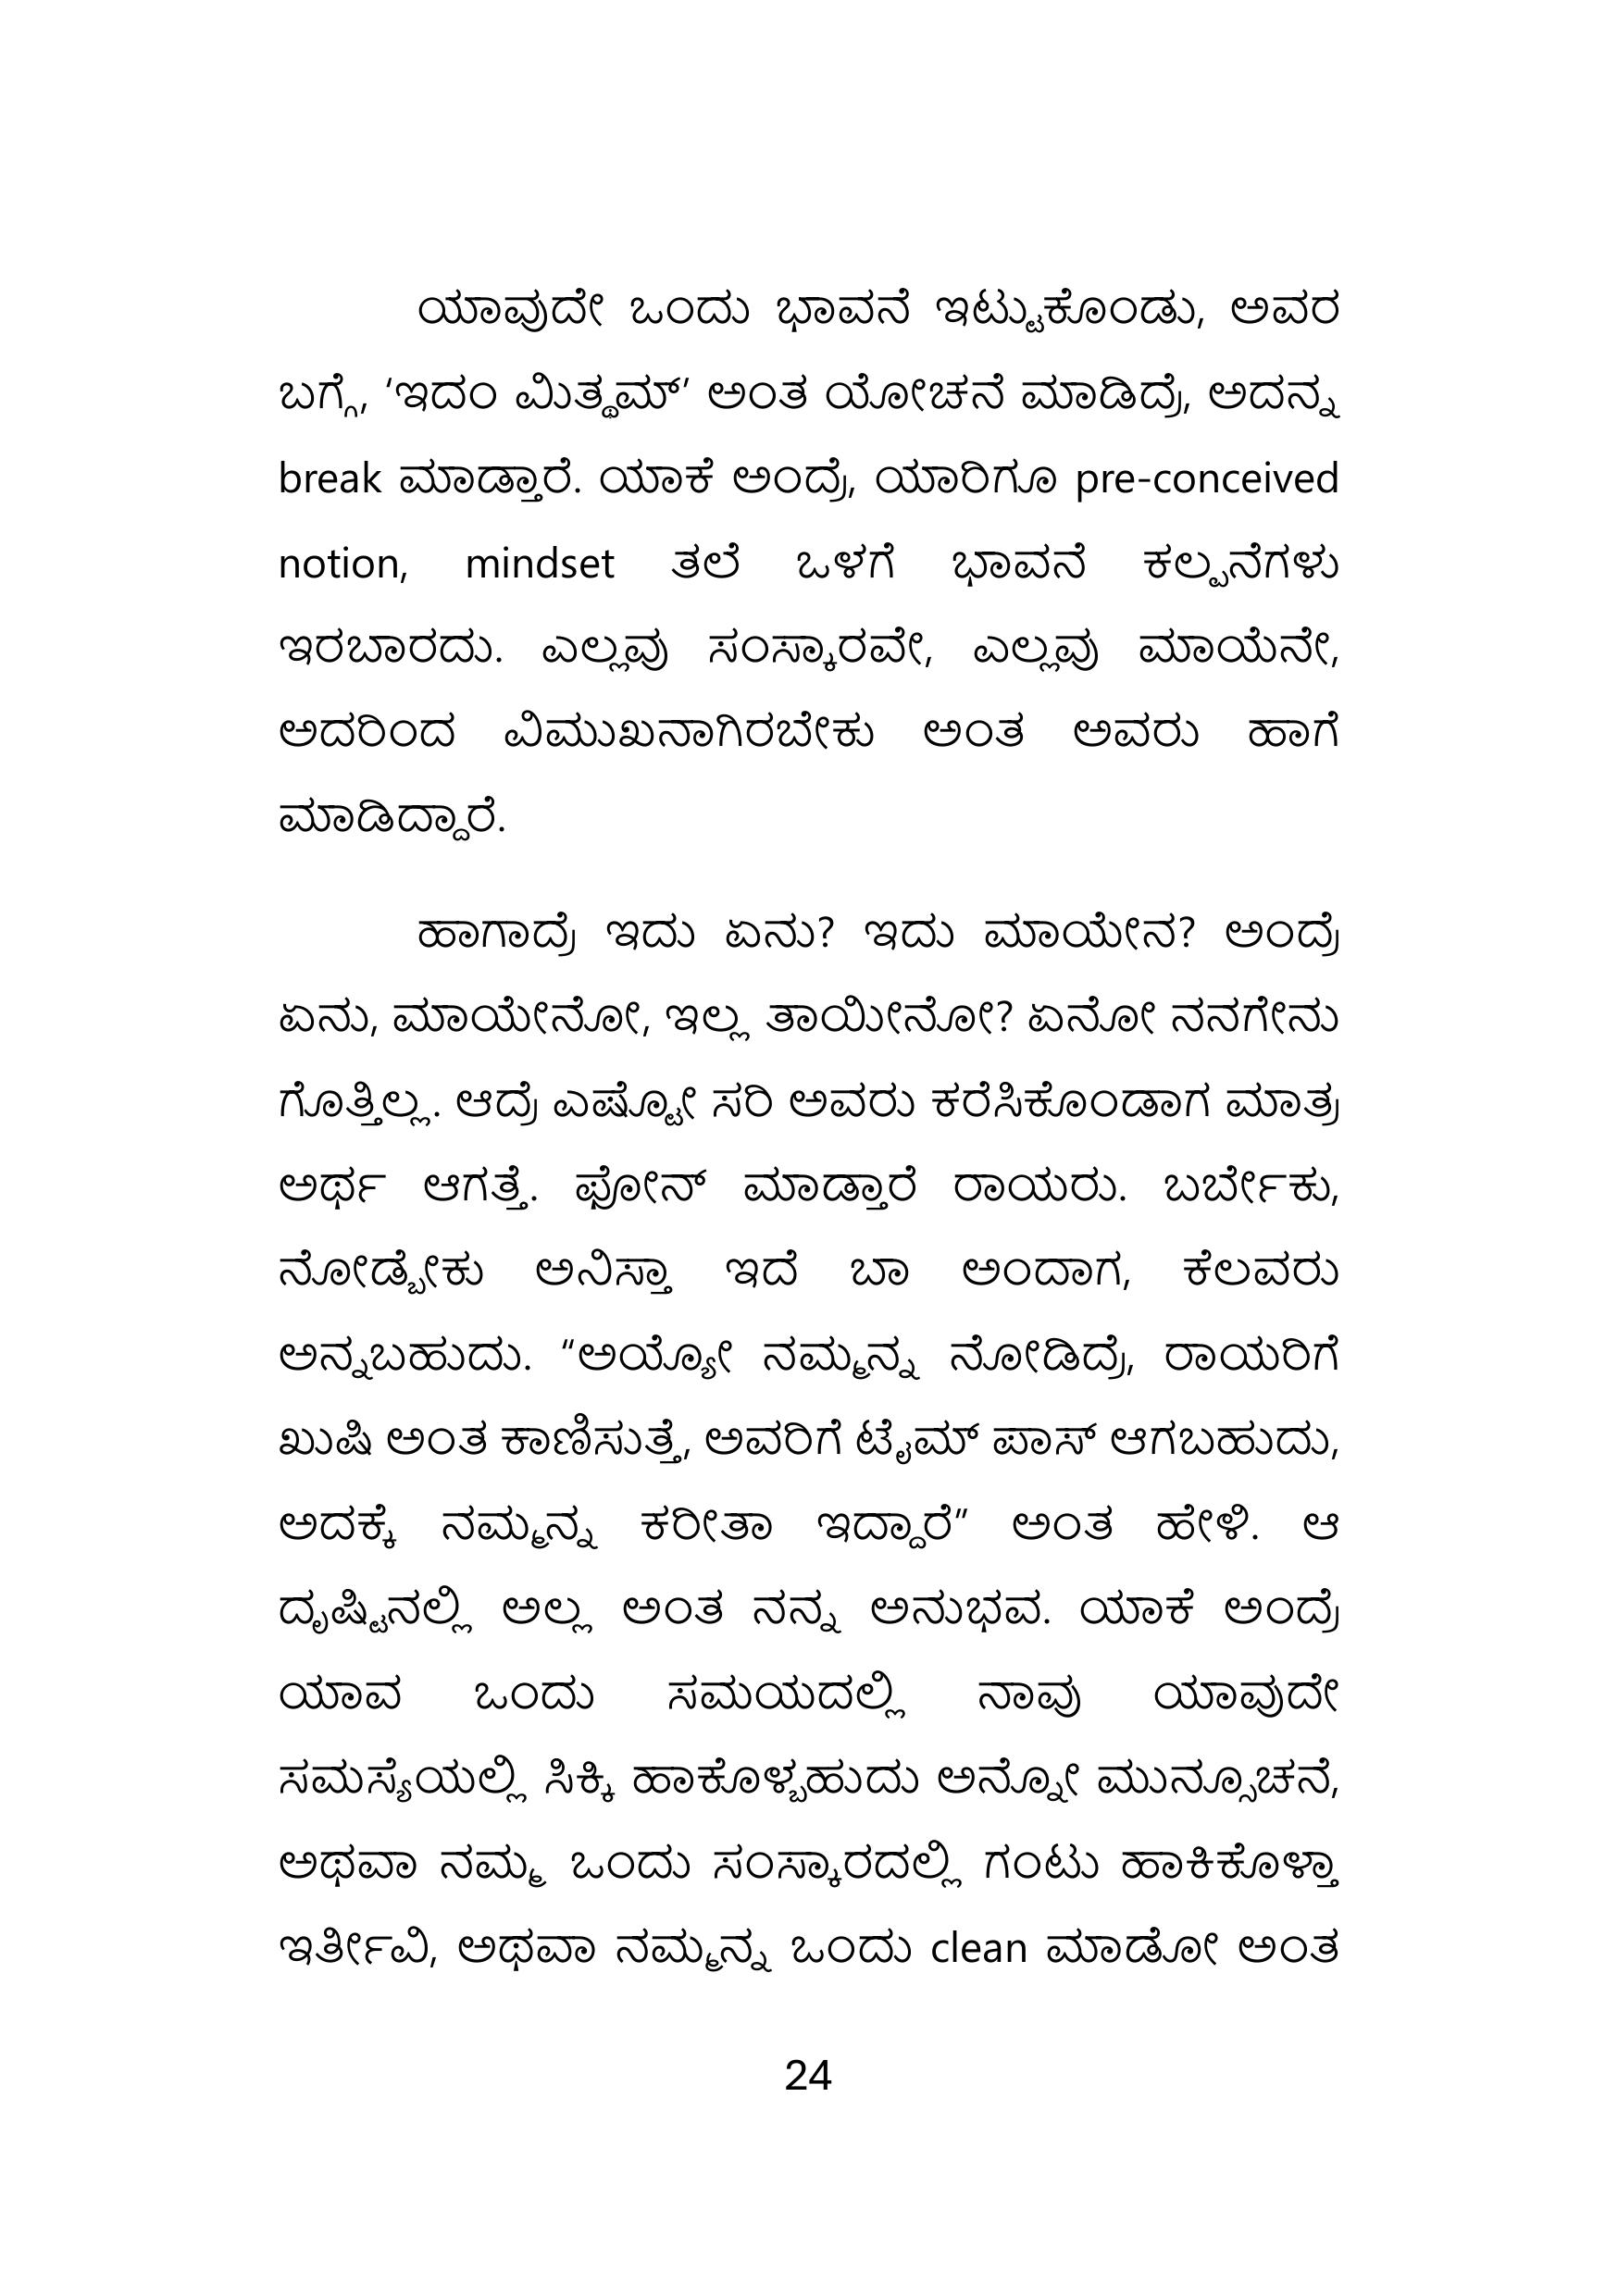 ಯಾವುದೇ ಒಂದು ಭಾವನೆ ಇಟ್ಟುಕೊಂಡು, ಅವರ
ಬಗ್ಗೆ, ‘ಇದಂ ಮಿತ್ಥಮ್’ ಅಂತ ಯೋಚನೆ ಮಾಡಿದ್ರೆ, ಅದನ್ನ
break ಮಾಡ್ತಾರೆ. ಯಾಕೆ ಅಂದ್ರೆ, ಯಾರಿಗೂ pre-conceived
notion, mindset ತಲೆ ಒಳಗೆ ಭಾವನೆ ಕಲ್ಪನೆಗಳು
ಇರಬಾರದು. ಎಲ್ಲವು ಸಂಸ್ಕಾರವೇ, ಎಲ್ಲವು ಮಾಯೆನೇ,
ಅದರಿಂದ ವಿಮುಖನಾಗಿರಬೇಕು ಅಂತ ಅವರು ಹಾಗೆ
ಮಾಡಿದ್ದಾರೆ.
ಹಾಗಾದ್ರೆ ಇದು ಏನು? ಇದು ಮಾಯೇನ? ಅಂದ್ರೆ
ಏನು, ಮಾಯೇನೋ, ಇಲ್ಲ ತಾಯೀನೋ? ಏನೋ ನನಗೇನು
ಗೊತ್ತಿಲ್ಲ. ಆದ್ರೆ ಎಷ್ಟೋ ಸರಿ ಅವರು ಕರೆಸಿಕೊಂಡಾಗ ಮಾತ್ರ
ಅರ್ಥ ಆಗತ್ತೆ. ಫೋನ್ ಮಾಡ್ತಾರೆ ರಾಯರು. ಬರ್ಬೇಕು,
ನೋಡ್ಬೇಕು ಅನಿಸ್ತಾ ಇದೆ ಬಾ ಅಂದಾಗ, ಕೆಲವರು
ಅನ್ನಬಹುದು. “ಅಯ್ಯೋ ನಮ್ಮನ್ನ ನೋಡಿದ್ರೆ, ರಾಯರಿಗೆ
ಖುಷಿ ಅಂತ ಕಾಣಿಸುತ್ತೆ, ಅವರಿಗೆ ಟೈಮ್ ಪಾಸ್ ಆಗಬಹುದು,
ಅದಕ್ಕೆ ನಮ್ಮನ್ನ ಕರೀತಾ ಇದ್ದಾರೆ” ಅಂತ ಹೇಳಿ. ಆ
ದೃಷ್ಟಿನಲ್ಲಿ ಅಲ್ಲ ಅಂತ ನನ್ನ ಅನುಭವ. ಯಾಕೆ ಅಂದ್ರೆ
ಯಾವ ಒಂದು ಸಮಯದಲ್ಲಿ ನಾವು ಯಾವುದೇ
ಸಮಸ್ಯೆಯಲ್ಲಿ ಸಿಕ್ಕಿ ಹಾಕೊಳ್ಬಹುದು ಅನ್ನೋ ಮುನ್ಸೂಚನೆ,
ಅಥವಾ ನಮ್ಮ ಒಂದು ಸಂಸ್ಕಾರದಲ್ಲಿ ಗಂಟು ಹಾಕಿಕೊಳ್ತಾ
ಇರ್ತೀವಿ, ಅಥವಾ ನಮ್ಮನ್ನ ಒಂದು clean ಮಾಡೋ ಅಂತ
24